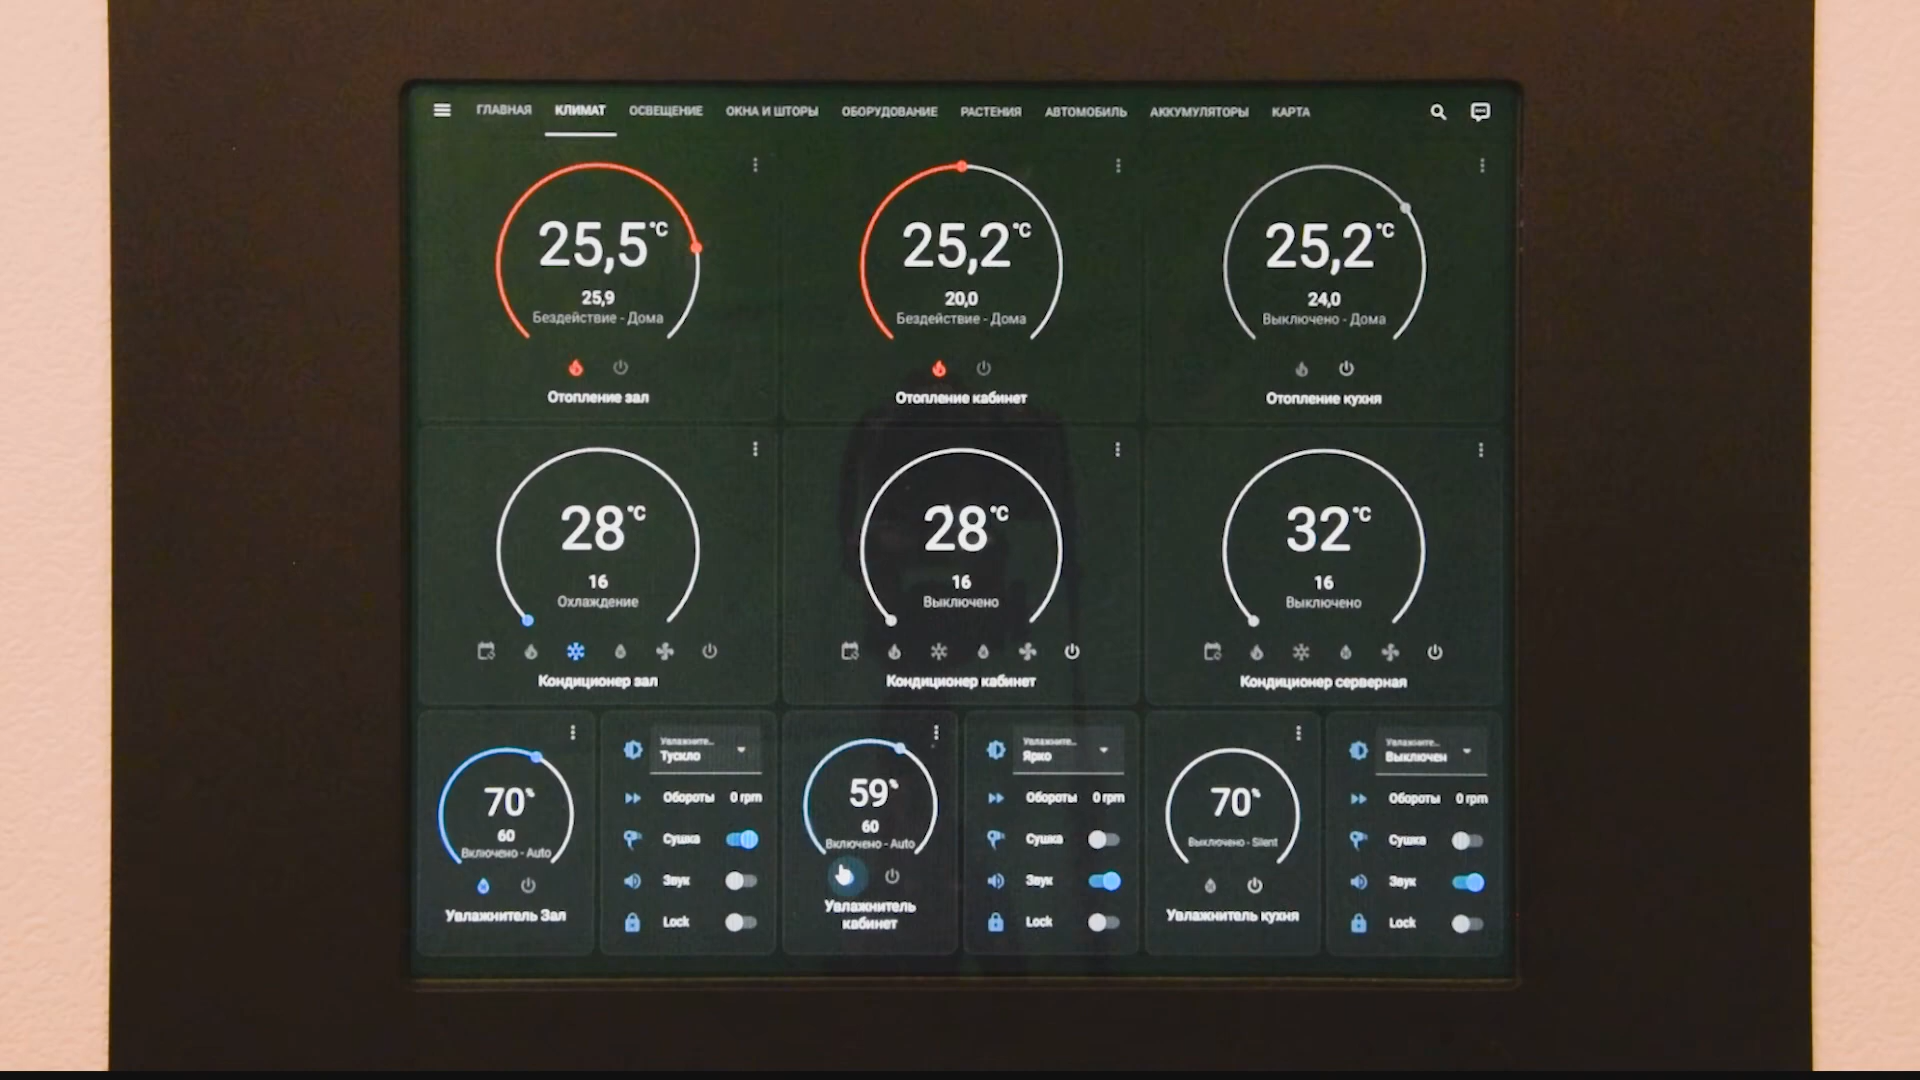 ГЛАВНАЯ КЛИМАТ ОСВЕЩЕНИЕ ОКНА И ШТОРЫ ОБОРУДОВАНИЕ РАСТЕНИЯ АВТОМОБИЛЬ АККУМУЛЯТОРЫ КАРТА
25,5 °C
25,9
Бездействие - Дома
Отопление зал
25,2 °C
20,0
Бездействие - Дома
Отопление кабинет
25,2 °C
24,0
Выключено - Дома
Отопление кухня
28 °C
16
Охлаждение
Кондиционер зал
28 °C
16
Выключено
Кондиционер кабинет
32 °C
16
Выключено
Кондиционер серверная
70 %
60
Включено - Auto
Увлажнитель Зал
Увлажните...
Тускло
Обороты 0 rpm
Сушка
Звук
Lock
59 %
60
Включено - Auto
Увлажнитель
кабинет
Увлажните...
Ярко
Обороты 0 rpm
Сушка
Звук
Lock
70 %
Выключено - Silent
Увлажнитель кухня
Увлажните...
Выключен
Обороты 0 rpm
Сушка
Звук
Lock